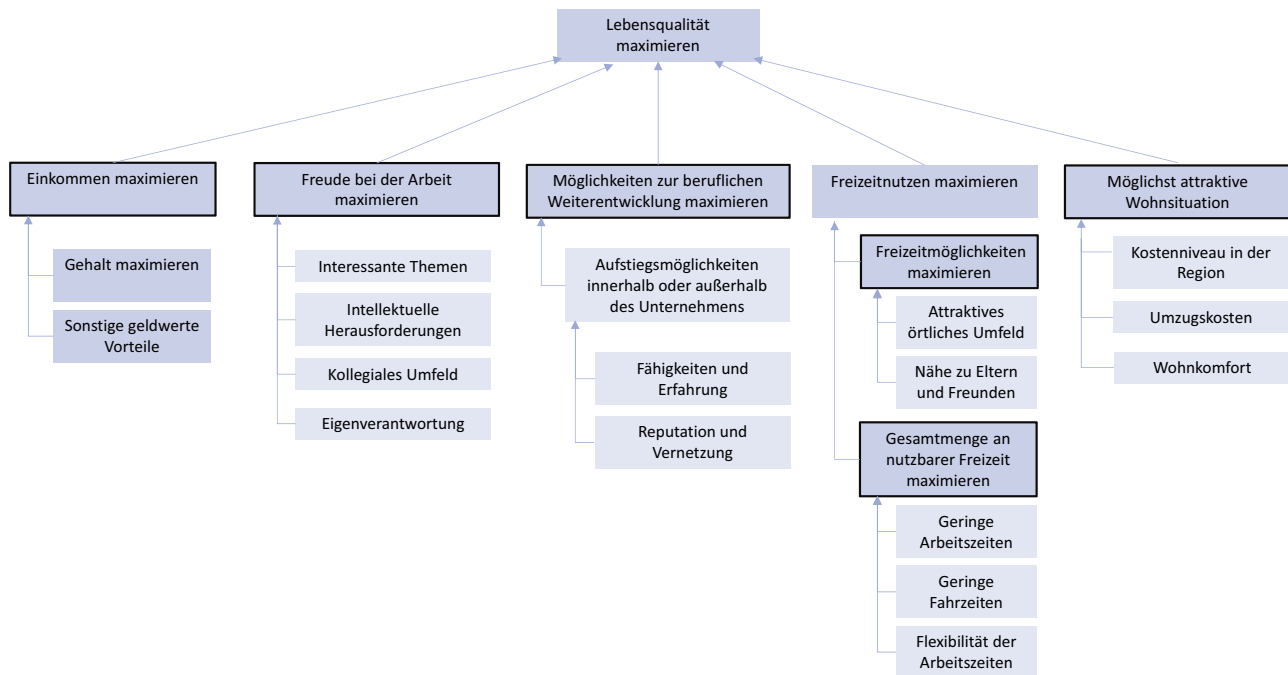 Lebensqualität
maximieren
Einkommen maximieren
Gehalt maximieren
Sonstige geldwerte
Vorteile
Freude bei der Arbeit
maximieren
Interessante Themen
Intellektuelle
Herausforderungen
Kollegiales Umfeld
Eigenverantwortung
Möglichkeiten zur beruflichen
Weiterentwicklung maximieren
Aufstiegsmöglichkeiten
innerhalb oder außerhalb
des Unternehmens
Fähigkeiten und
Erfahrung
Reputation und
Vernetzung
Freizeitnutzen maximieren
Freizeitmöglichkeiten
maximieren
Attraktives
örtliches Umfeld
Nähe zu Eltern
und Freunden
Gesamtmenge an
nutzbarer Freizeit
maximieren
Geringe
Arbeitszeiten
Geringe
Fahrzeiten
Flexibilität der
Arbeitszeiten
Möglichst attraktive
Wohnsituation
Kostenniveau in der
Region
Umzugskosten
Wohnkomfort